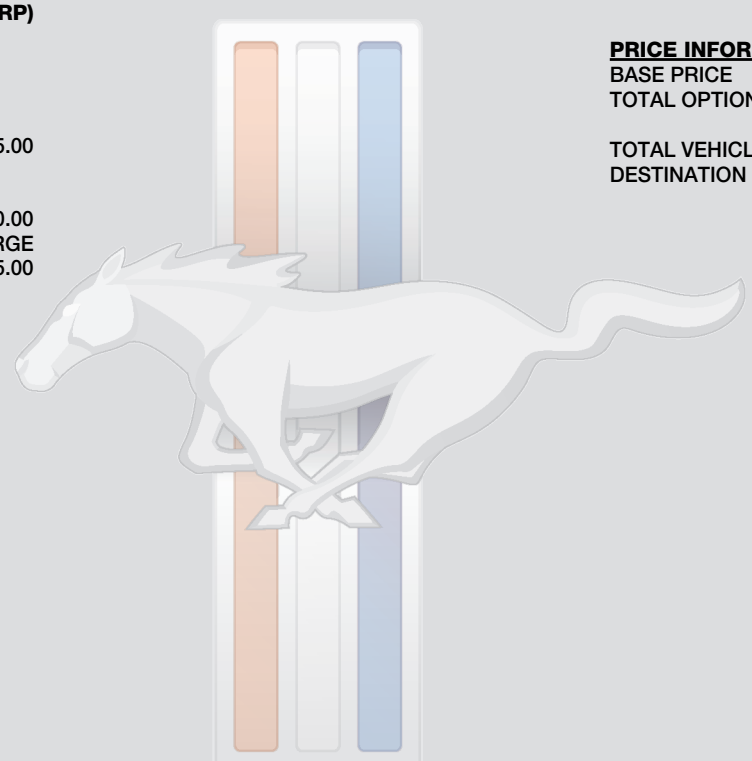 RP)
5.00
0.00
RGE
5.00
PRICE INFOR
BASE PRICE
TOTAL OPTION
TOTAL VEHICL
DESTINATION